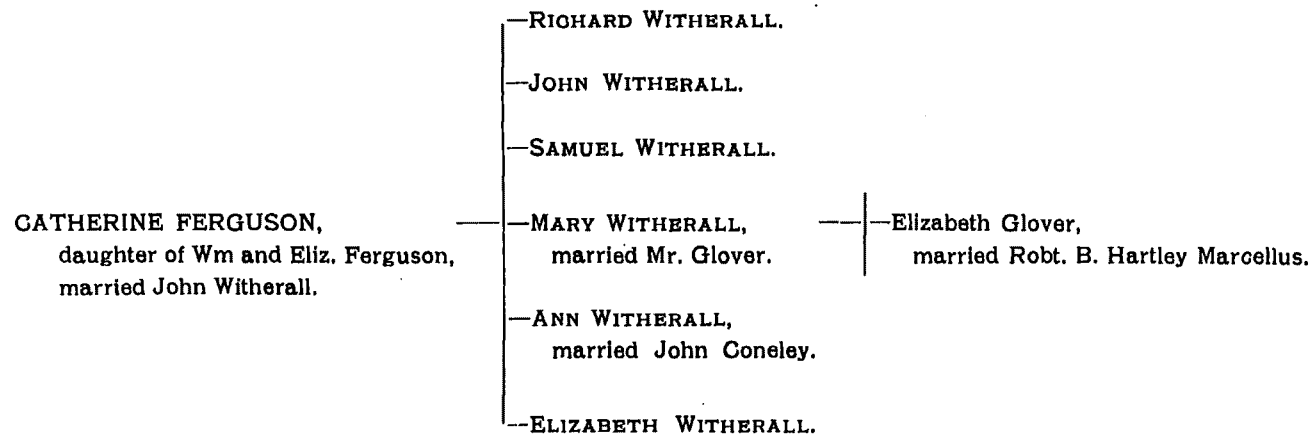 RICHARD WITHERALL.
JOHN WITHERALL.
SAMUEL WITHERALL.
CATHERINE FERGUSON,
daughter of Wm and Eliz. Ferguson,
married John Witherall.
MARY WITHERALL,
married Mr. Glover.
Elizabeth Glover,
married Robt. B. Hartley Marcellus.
ANN WITHERALL,
married John Coneley.
ELIZABETH WITHERALL.